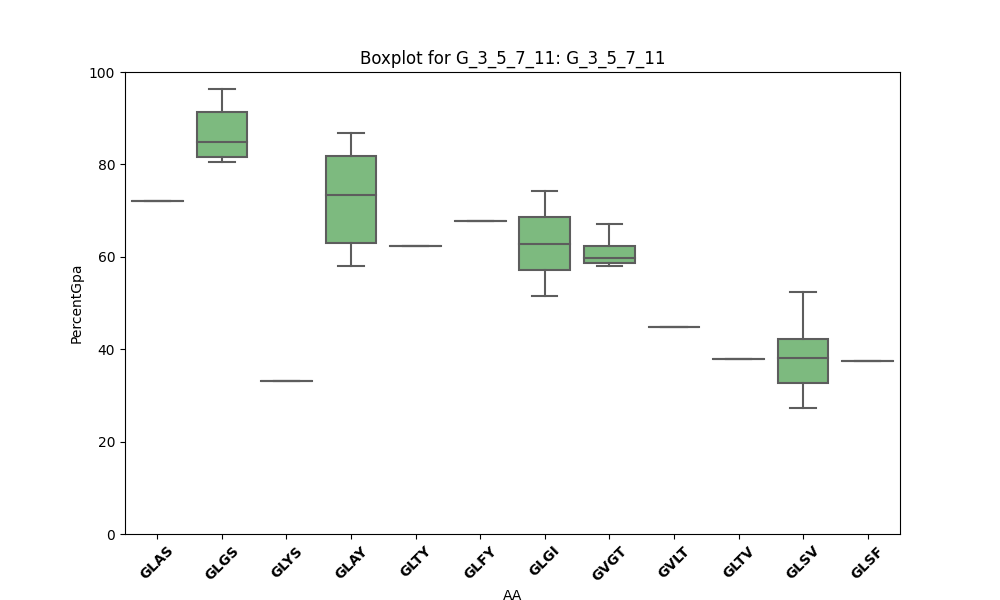 Boxplot for G_3_5_7_11: G_3_5_7_11
PercentGpa
100
80
60
40
20
0
GLAS GLGS GLYS GLAY GLTY GLFY GLGI GVGT GVLT GLTV GLSV GLSF
AA